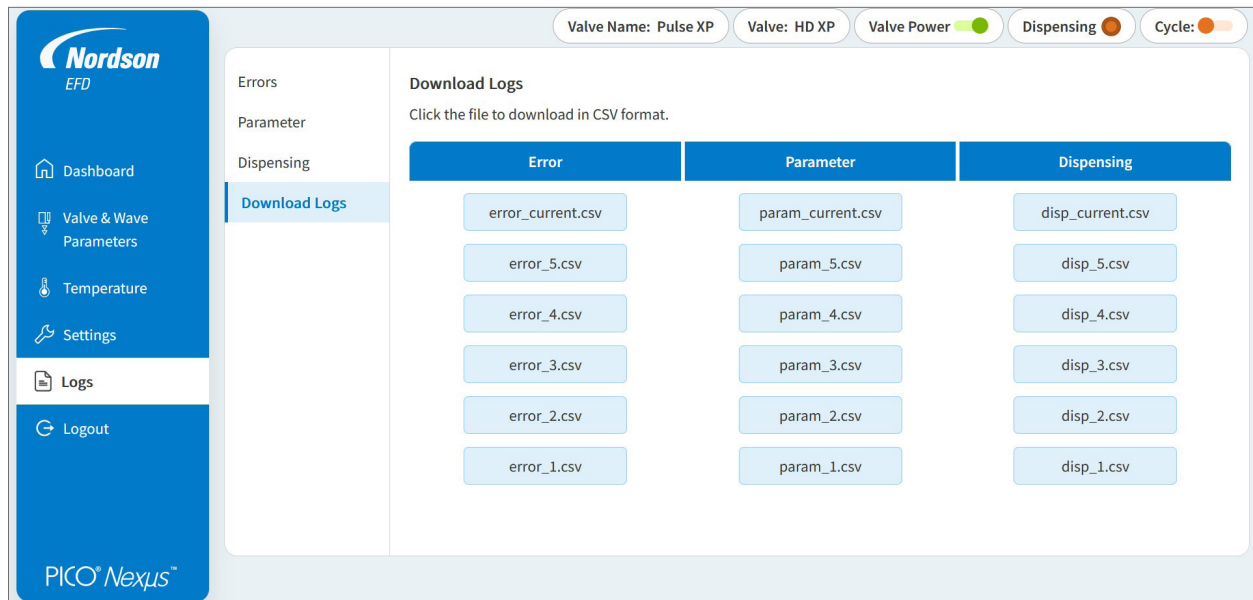 Valve Name: Pulse XP
Valve: HD XP
Valve Power
Dispensing
Cycle:
Nordson
EFD
Dashboard
Valve & Wave
Parameters
Temperature
Settings
Logs
Logout
PICO® Nexµs™
Errors
Parameter
Dispensing
Download Logs
Download Logs
Click the file to download in CSV format.
Error Parameter Dispensing
error_current.csv param_current.csv disp_current.csv
error_5.csv param_5.csv disp_5.csv
error_4.csv param_4.csv disp_4.csv
error_3.csv param_3.csv disp_3.csv
error_2.csv param_2.csv disp_2.csv
error_1.csv param_1.csv disp_1.csv